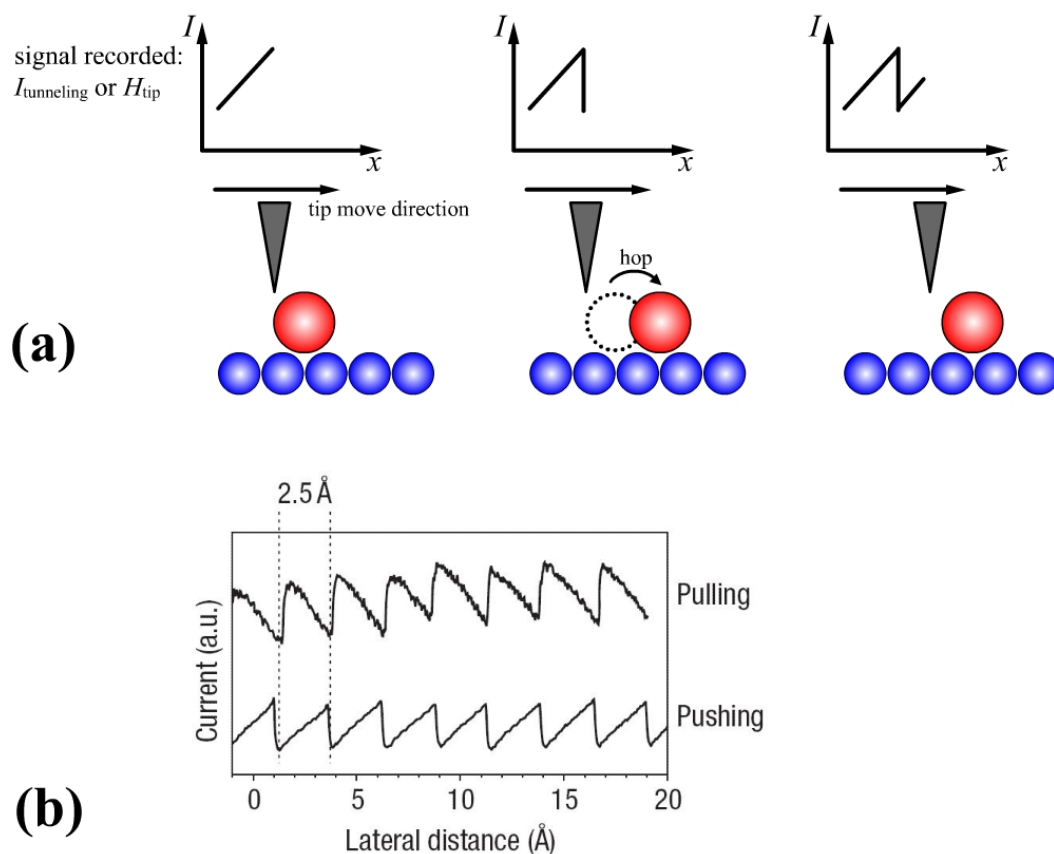 signal recorded:
I_tunneling or H_tip
I
x
I
x
I
x
tip move direction
hop
(a)
2.5 Å
Pulling
Pushing
Current (a.u.)
0 5 10 15 20
Lateral distance (Å)
(b)